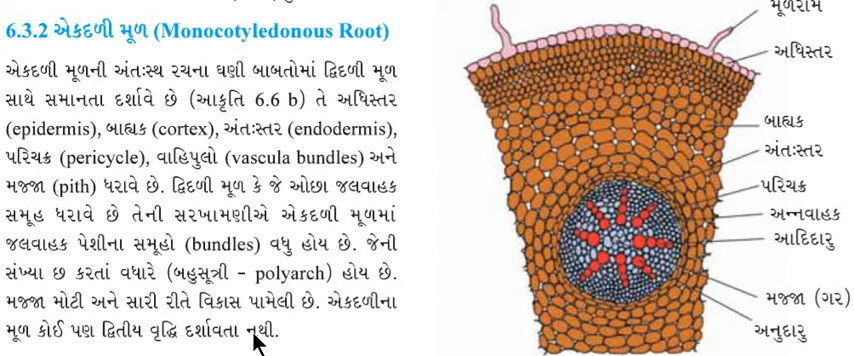 6.3.2 એકદળી મૂળ (Monocotyledonous Root)
એકદળી મૂળની અંતઃસ્થ રચના ઘણી બાબતોમાં દ્વિદળી મૂળ
સાથે સમાનતા દર્શાવે છે (આકૃતિ 6.6 b) તે અધિસ્તર
(epidermis), બાહ્યક (cortex), અંતઃસ્તર (endodermis),
પરિચક્ર (pericycle), વાહિપુલો (vascula bundles) અને
મજ્જા (pith) ધરાવે છે. દ્વિદળી મૂળ કે જે ઓછા જલવાહક
સમૂહ ધરાવે છે તેની સરખામણીએ એકદળી મૂળમાં
જલવાહક પેશીના સમૂહો (bundles) વધુ હોય છે. જેની
સંખ્યા છ કરતાં વધારે (બહુસૂત્રી - polyarch) હોય છે.
મજ્જા મોટી અને સારી રીતે વિકાસ પામેલી છે. એકદળીના
મૂળ કોઈ પણ દ્વિતીય વૃદ્ધિ દર્શાવતા નથી.
મૂળરોમ
અધિસ્તર
બાહ્યક
અંતઃસ્તર
પરિચક્ર
અન્નવાહક
આદિદારુ
મજ્જા (ગર)
અનુદારુ